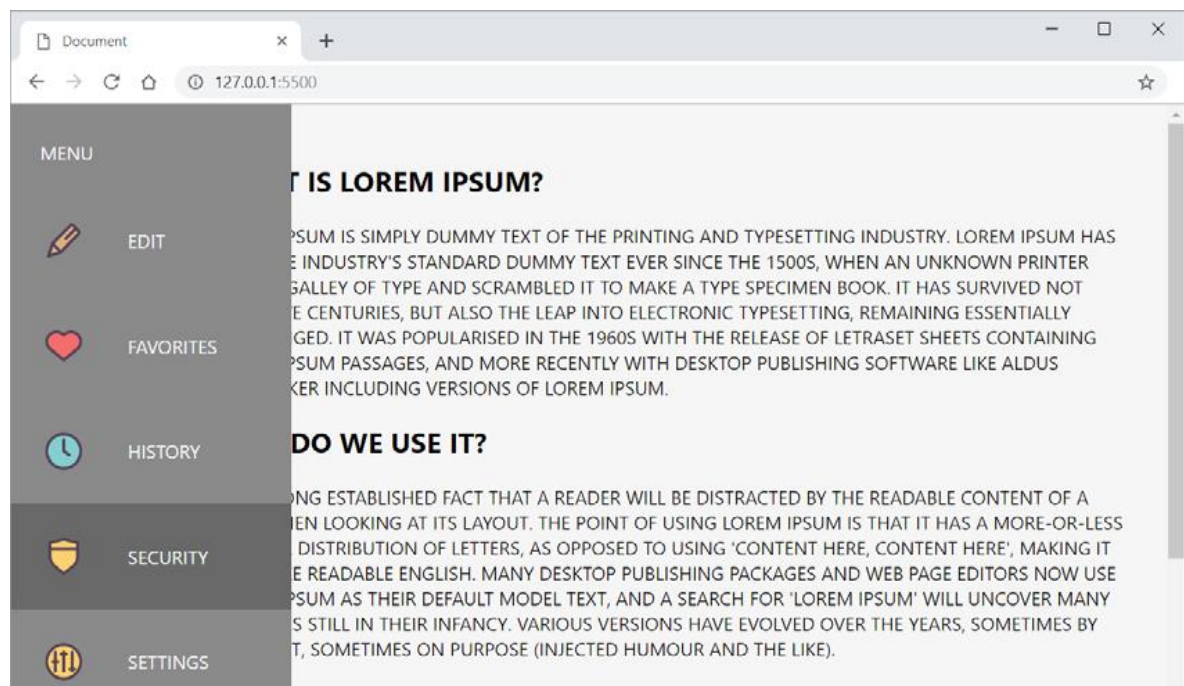 Document
127.0.0.1:5500
MENU
EDIT
FAVORITES
HISTORY
SECURITY
SETTINGS
T IS LOREM IPSUM?
PSUM IS SIMPLY DUMMY TEXT OF THE PRINTING AND TYPESETTING INDUSTRY. LOREM IPSUM HAS
E INDUSTRY'S STANDARD DUMMY TEXT EVER SINCE THE 1500S, WHEN AN UNKNOWN PRINTER
GALLEY OF TYPE AND SCRAMBLED IT TO MAKE A TYPE SPECIMEN BOOK. IT HAS SURVIVED NOT
E CENTURIES, BUT ALSO THE LEAP INTO ELECTRONIC TYPESETTING, REMAINING ESSENTIALLY
GED. IT WAS POPULARISED IN THE 1960S WITH THE RELEASE OF LETRASET SHEETS CONTAINING
PSUM PASSAGES, AND MORE RECENTLY WITH DESKTOP PUBLISHING SOFTWARE LIKE ALDUS
KER INCLUDING VERSIONS OF LOREM IPSUM.
DO WE USE IT?
ONG ESTABLISHED FACT THAT A READER WILL BE DISTRACTED BY THE READABLE CONTENT OF A
HEN LOOKING AT ITS LAYOUT. THE POINT OF USING LOREM IPSUM IS THAT IT HAS A MORE-OR-LESS
DISTRIBUTION OF LETTERS, AS OPPOSED TO USING 'CONTENT HERE, CONTENT HERE', MAKING IT
E READABLE ENGLISH. MANY DESKTOP PUBLISHING PACKAGES AND WEB PAGE EDITORS NOW USE
PSUM AS THEIR DEFAULT MODEL TEXT, AND A SEARCH FOR 'LOREM IPSUM' WILL UNCOVER MANY
S STILL IN THEIR INFANCY. VARIOUS VERSIONS HAVE EVOLVED OVER THE YEARS, SOMETIMES BY
T, SOMETIMES ON PURPOSE (INJECTED HUMOUR AND THE LIKE).